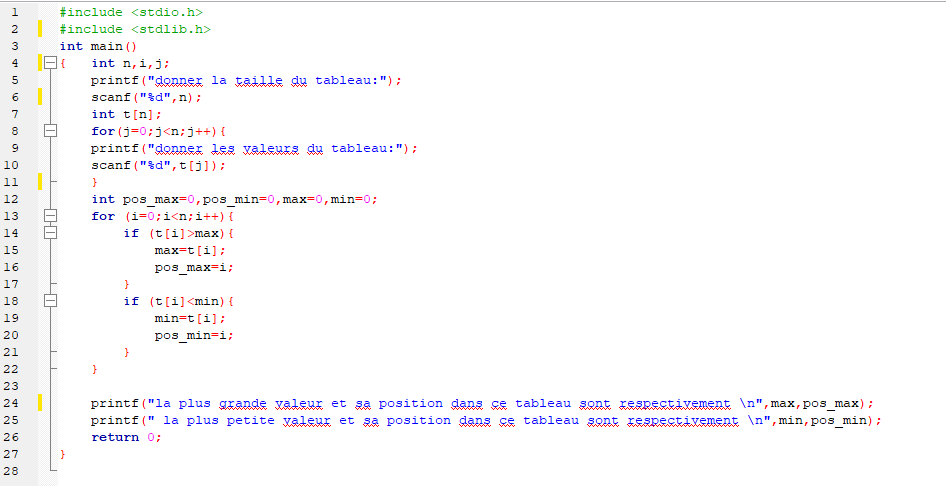 1 #include <stdio.h>
2 #include <stdlib.h>
3 int main()
4 { int n,i,j;
5 printf("donner la taille du tableau:");
6 scanf("%d",n);
7 int t[n];
8 for(j=0;j<n;j++){
9 printf("donner les valeurs du tableau:");
10 scanf("%d",t[j]);
11 }
12 int pos_max=0,pos_min=0,max=0,min=0;
13 for (i=0;i<n;i++){
14 if (t[i]>max){
15 max=t[i];
16 pos_max=i;
17 }
18 if (t[i]<min){
19 min=t[i];
20 pos_min=i;
21 }
22 }
23
24 printf("la plus grande valeur et sa position dans ce tableau sont respectivement \n",max,pos_max);
25 printf(" la plus petite valeur et sa position dans ce tableau sont respectivement \n",min,pos_min);
26 return 0;
27 }
28